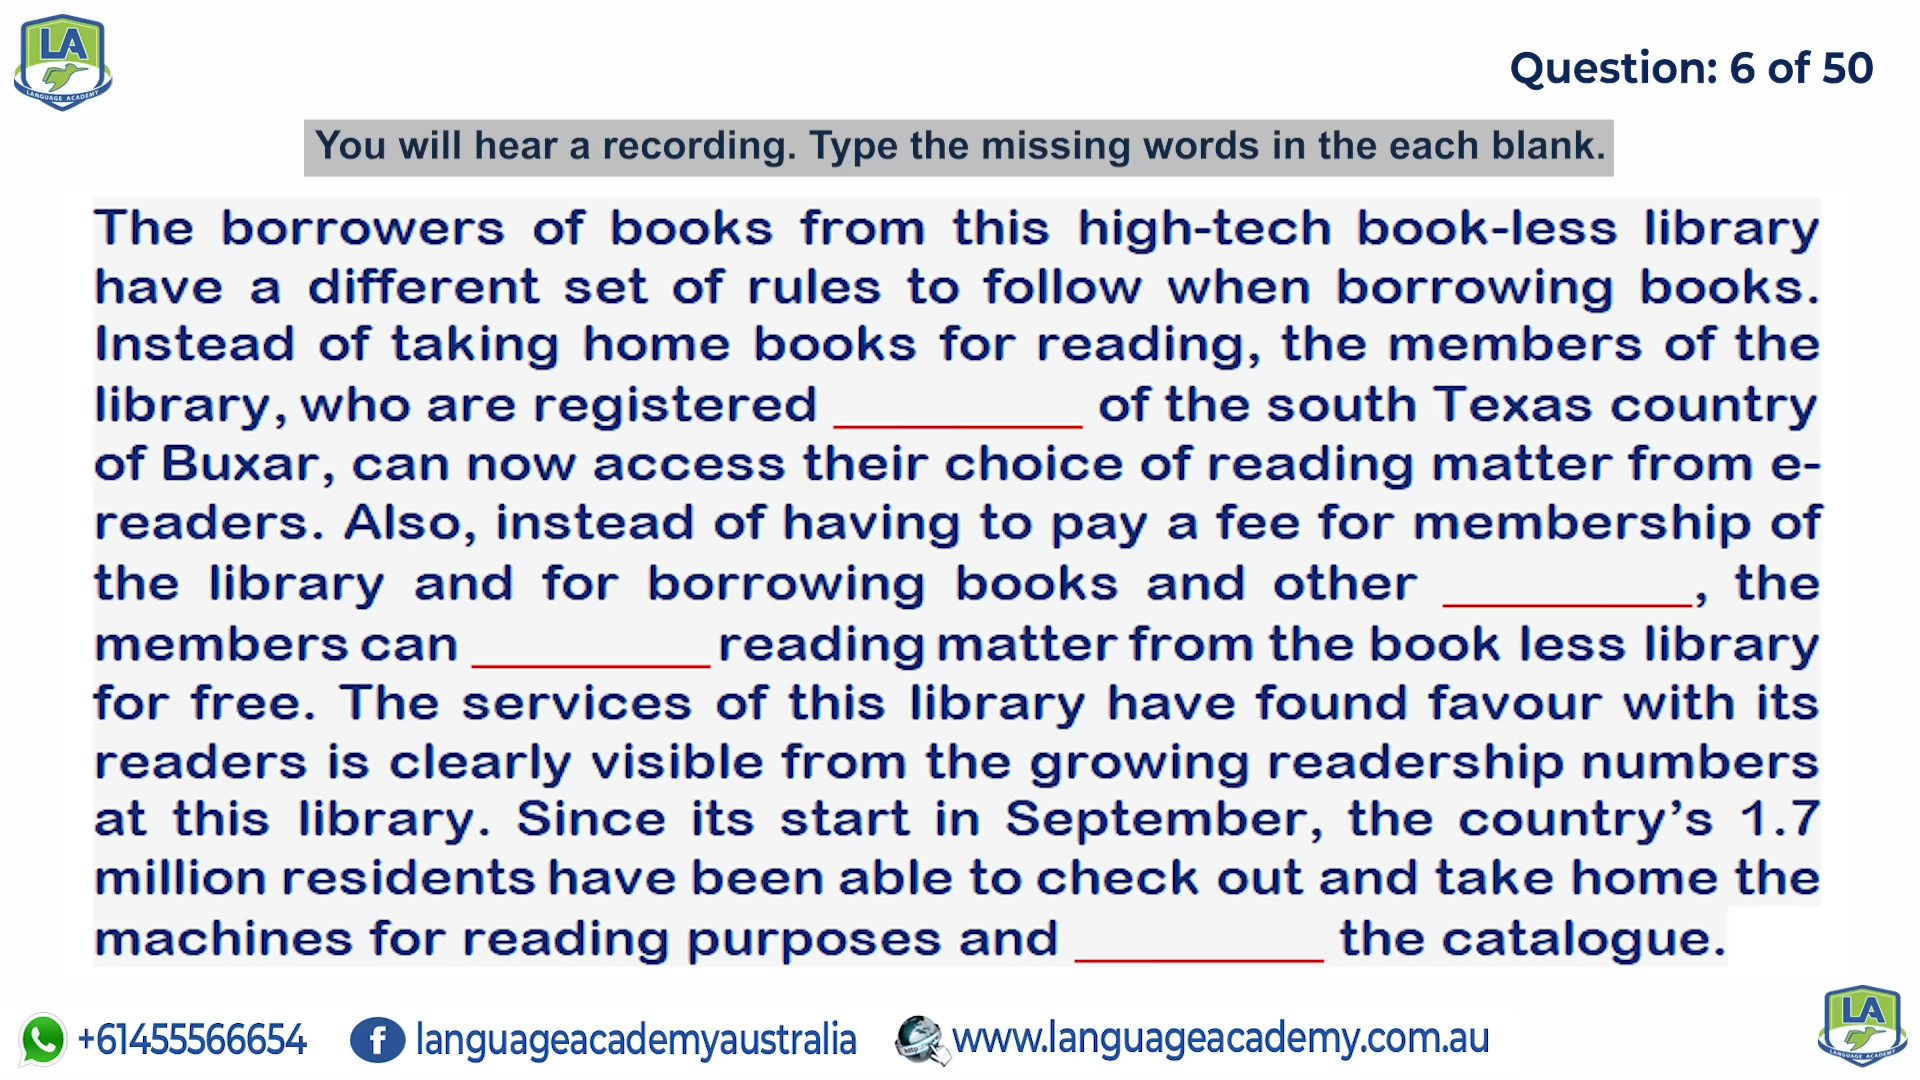 LA
LANGUAGE ACADEMY
Question: 6 of 50
You will hear a recording. Type the missing words in the each blank.
The borrowers of books from this high-tech book-less library
have a different set of rules to follow when borrowing books.
Instead of taking home books for reading, the members of the
library, who are registered __________ of the south Texas country
of Buxar, can now access their choice of reading matter from e-
readers. Also, instead of having to pay a fee for membership of
the library and for borrowing books and other __________, the
members can __________ reading matter from the book less library
for free. The services of this library have found favour with its
readers is clearly visible from the growing readership numbers
at this library. Since its start in September, the country’s 1.7
million residents have been able to check out and take home the
machines for reading purposes and __________ the catalogue.
+61455566654 languageacademyaustralia www.languageacademy.com.au
LA
LANGUAGE ACADEMY